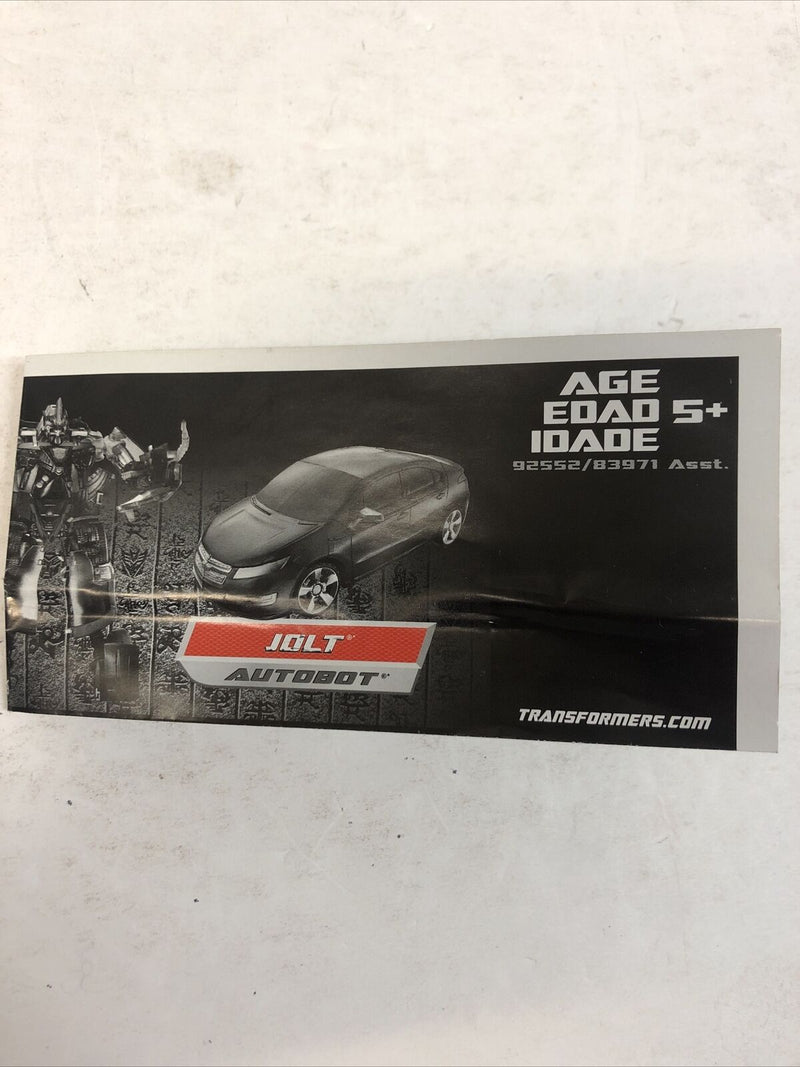 AGE
EDAD 5+
IDADE
92552/83971 Asst.
JOLT®
AUTOBOT®
TRANSFORMERS.COM